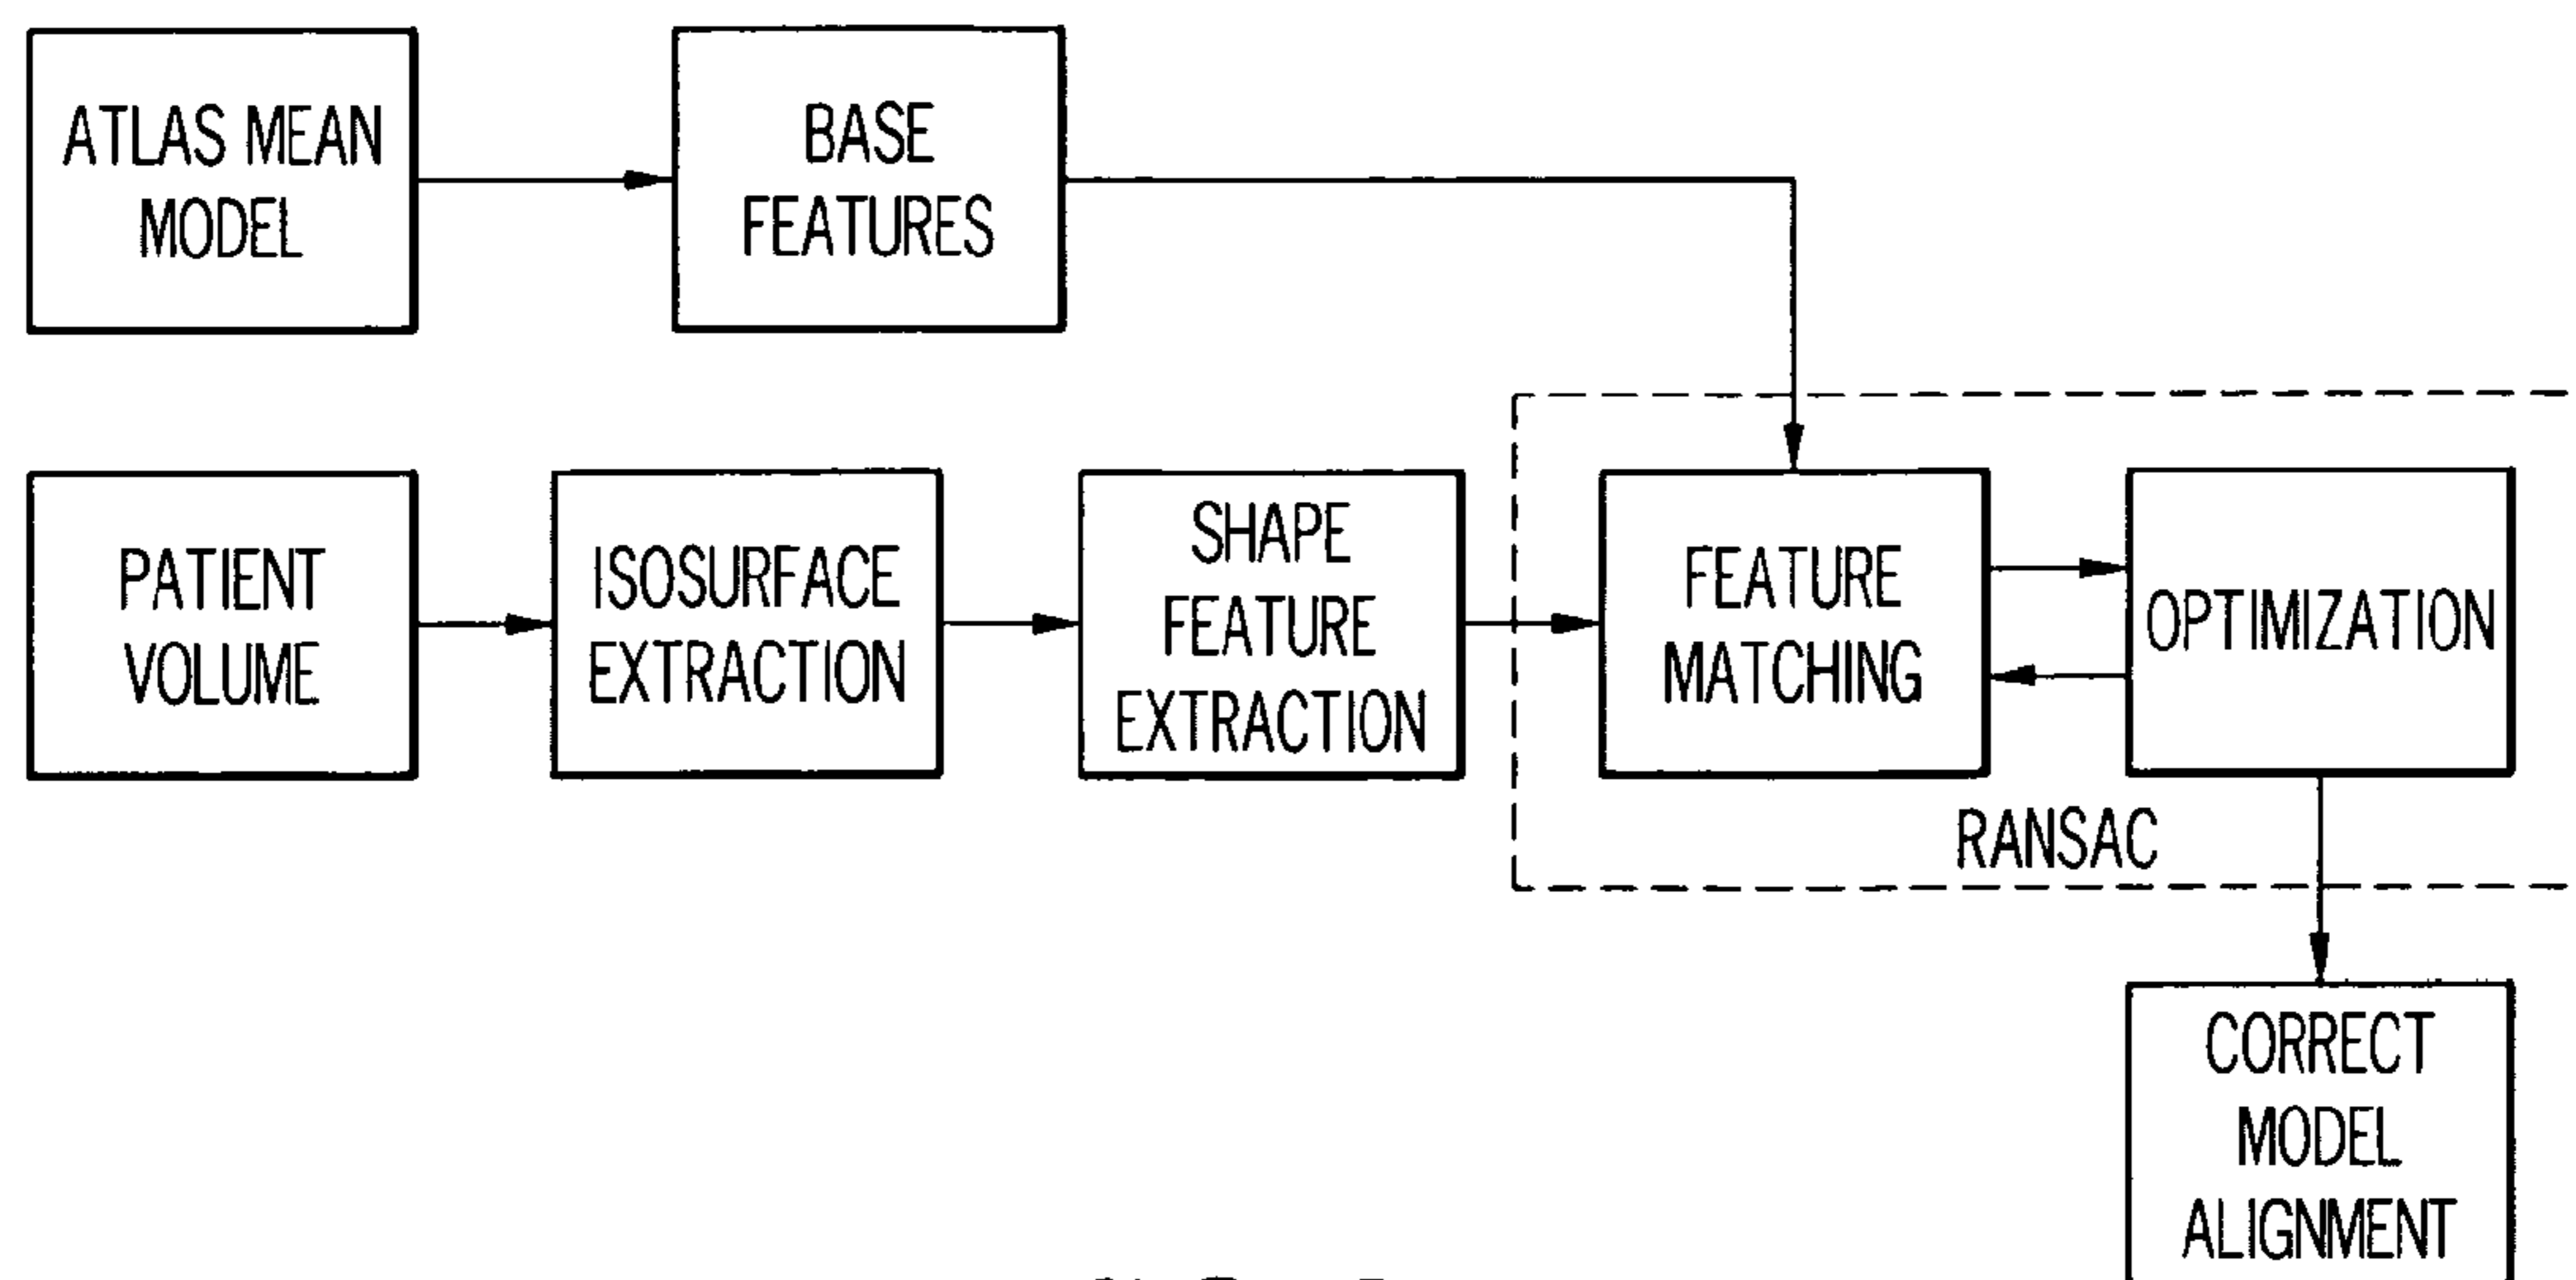 ATLAS MEAN
MODEL
BASE
FEATURES
PATIENT
VOLUME
ISOSURFACE
EXTRACTION
SHAPE
FEATURE
EXTRACTION
FEATURE
MATCHING
OPTIMIZATION
RANSAC
CORRECT
MODEL
ALIGNMENT